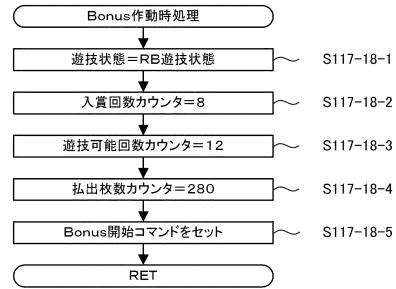 Bonus作動時処理
遊技状態＝RB遊技状態 S117-18-1
入賞回数カウンタ＝8 S117-18-2
遊技可能回数カウンタ＝12 S117-18-3
払出枚数カウンタ＝280 S117-18-4
Bonus開始コマンドをセット S117-18-5
RET